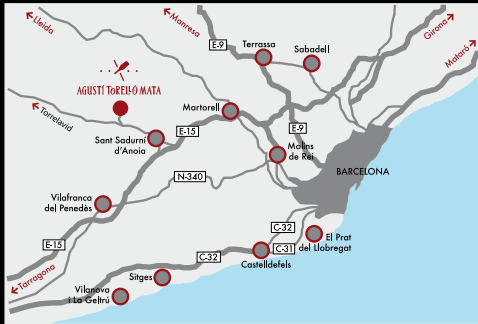 Lleida
Manresa
Girona
Mataró
E-9
Terrassa
Sabadell
AGUSTÍ TORELLÓ MATA
Martorell
Torrelavid
E-15
E-9
Sant Sadurní
d'Anoia
Molins
de Rei
BARCELONA
N-340
Vilafranca
del Penedès
C-32
El Prat
del Llobregat
E-15
C-31
C-32
Castelldefels
Tarragona
Sitges
Vilanova
i La Geltrú